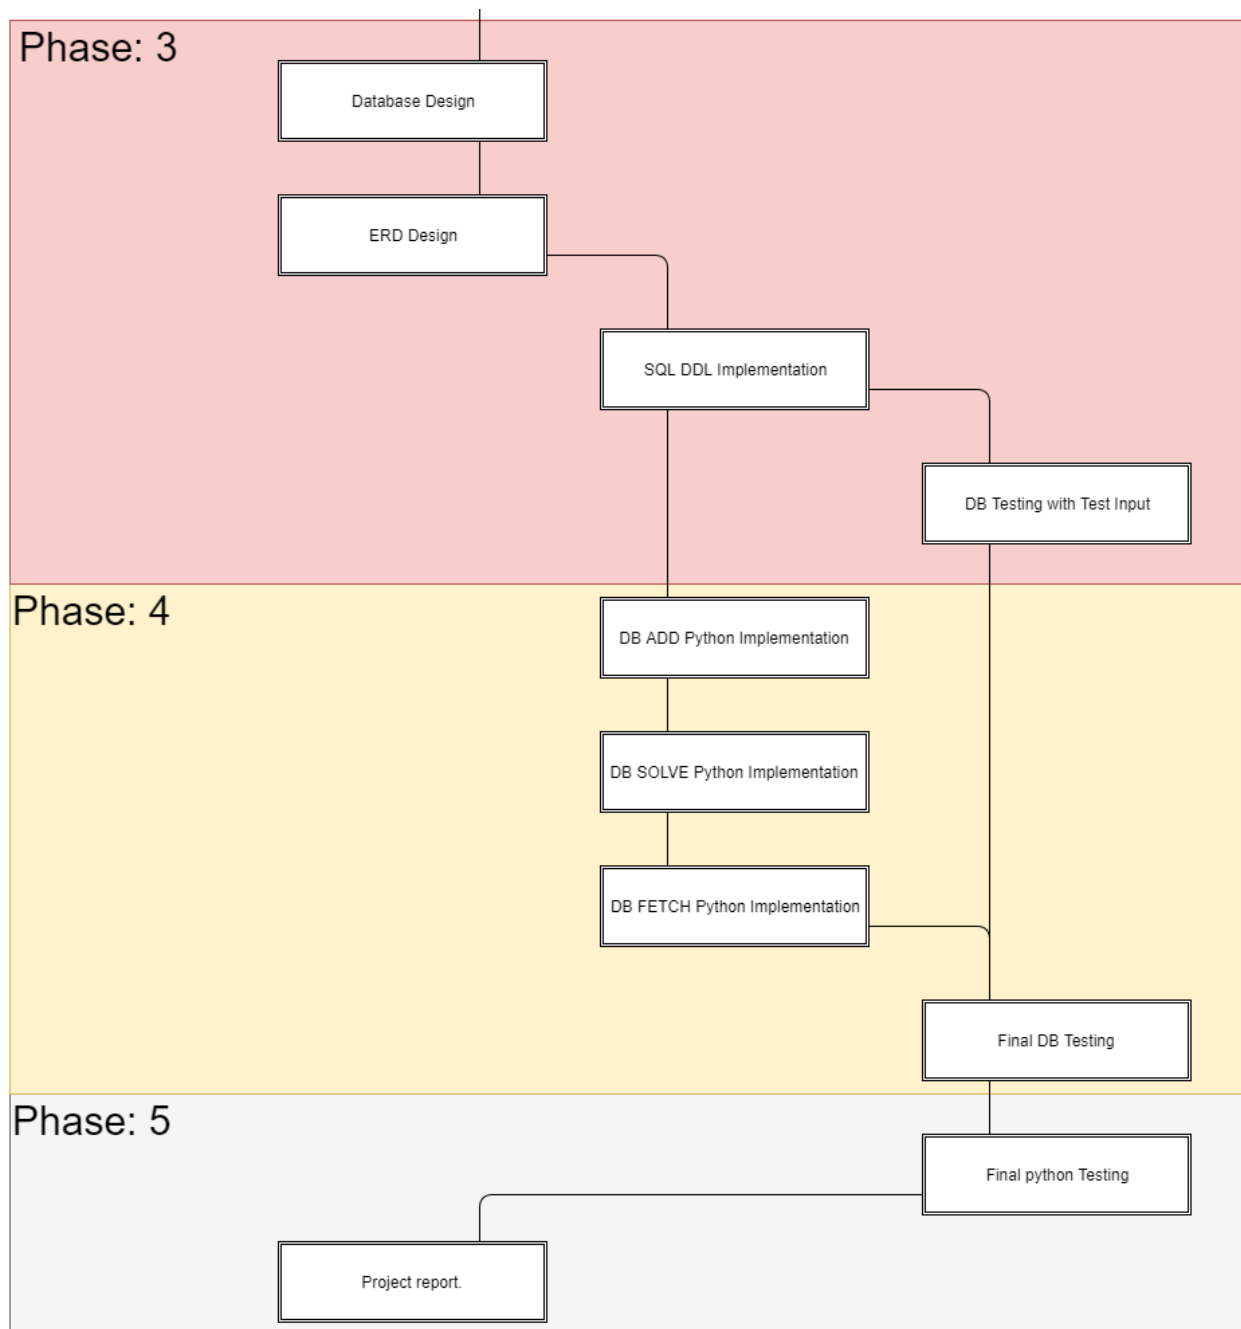 Phase: 3
Database Design
ERD Design
SQL DDL Implementation
DB Testing with Test Input
Phase: 4
DB ADD Python Implementation
DB SOLVE Python Implementation
DB FETCH Python Implementation
Final DB Testing
Phase: 5
Final python Testing
Project report.